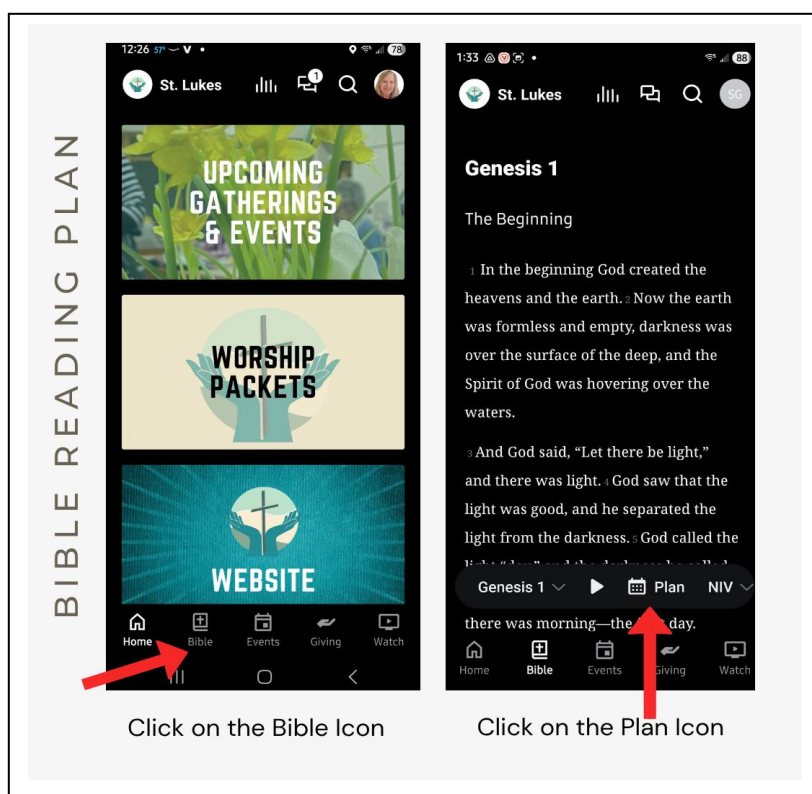 BIBLE READING PLAN
12:26 57° V • 78
St. Lukes 1
UPCOMING
GATHERINGS
& EVENTS
WORSHIP
PACKETS
WEBSITE
Home Bible Events Giving Watch
Click on the Bible Icon
1:33 • 88
St. Lukes SG
Genesis 1
The Beginning
1 In the beginning God created the
heavens and the earth. 2 Now the earth
was formless and empty, darkness was
over the surface of the deep, and the
Spirit of God was hovering over the
waters.
3 And God said, “Let there be light,”
and there was light. 4 God saw that the
light was good, and he separated the
light from the darkness. 5 God called the
Genesis 1 Plan NIV
there was morning—the day.
Home Bible Events Giving Watch
Click on the Plan Icon